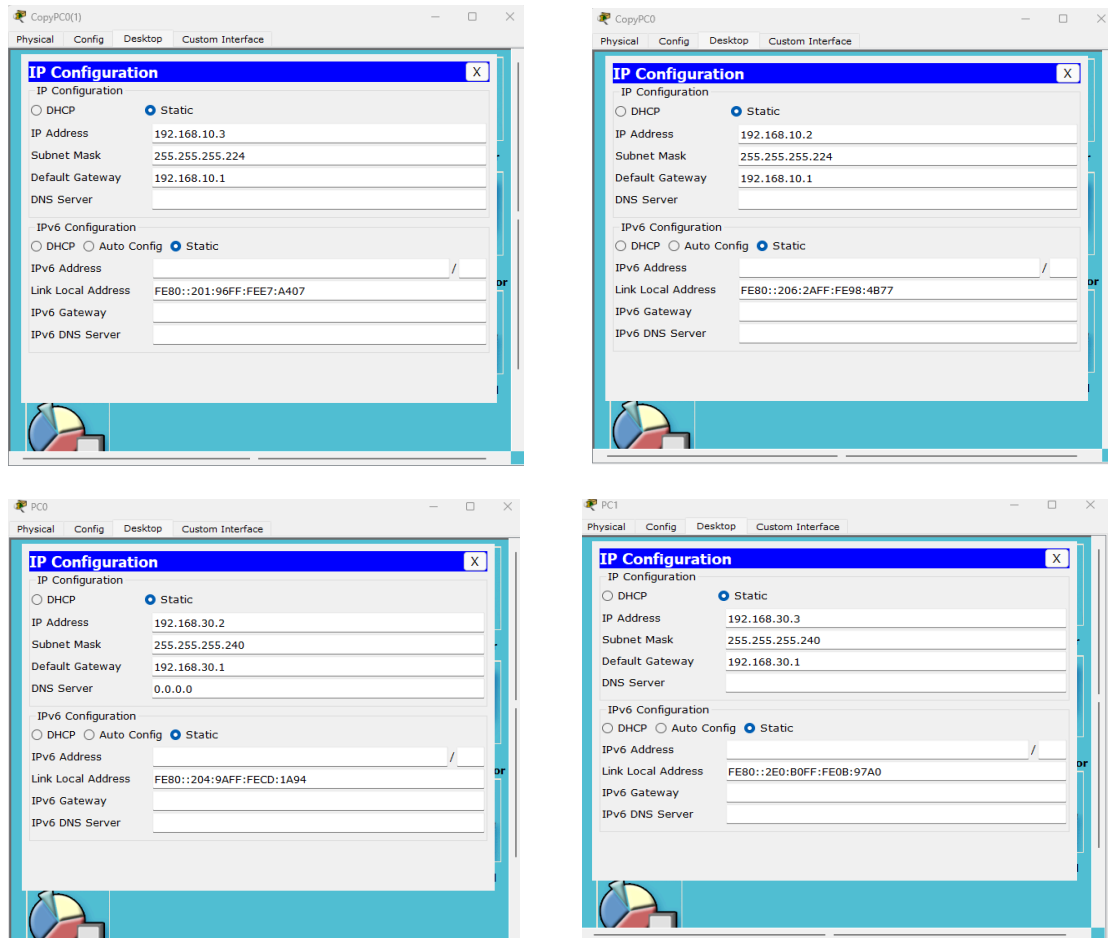 CopyPC0(1)
Physical Config Desktop Custom Interface
IP Configuration X
IP Configuration
DHCP Static
IP Address 192.168.10.3
Subnet Mask 255.255.255.224
Default Gateway 192.168.10.1
DNS Server
IPv6 Configuration
DHCP Auto Config Static
IPv6 Address /
Link Local Address FE80::201:96FF:FEE7:A407
IPv6 Gateway
IPv6 DNS Server
or
CopyPC0
Physical Config Desktop Custom Interface
IP Configuration X
IP Configuration
DHCP Static
IP Address 192.168.10.2
Subnet Mask 255.255.255.224
Default Gateway 192.168.10.1
DNS Server
IPv6 Configuration
DHCP Auto Config Static
IPv6 Address /
Link Local Address FE80::206:2AFF:FE98:4B77
IPv6 Gateway
IPv6 DNS Server
or
PC0
Physical Config Desktop Custom Interface
IP Configuration X
IP Configuration
DHCP Static
IP Address 192.168.30.2
Subnet Mask 255.255.255.240
Default Gateway 192.168.30.1
DNS Server 0.0.0.0
IPv6 Configuration
DHCP Auto Config Static
IPv6 Address /
Link Local Address FE80::204:9AFF:FECD:1A94
IPv6 Gateway
IPv6 DNS Server
or
PC1
Physical Config Desktop Custom Interface
IP Configuration X
IP Configuration
DHCP Static
IP Address 192.168.30.3
Subnet Mask 255.255.255.240
Default Gateway 192.168.30.1
DNS Server
IPv6 Configuration
DHCP Auto Config Static
IPv6 Address /
Link Local Address FE80::2E0:B0FF:FE0B:97A0
IPv6 Gateway
IPv6 DNS Server
or